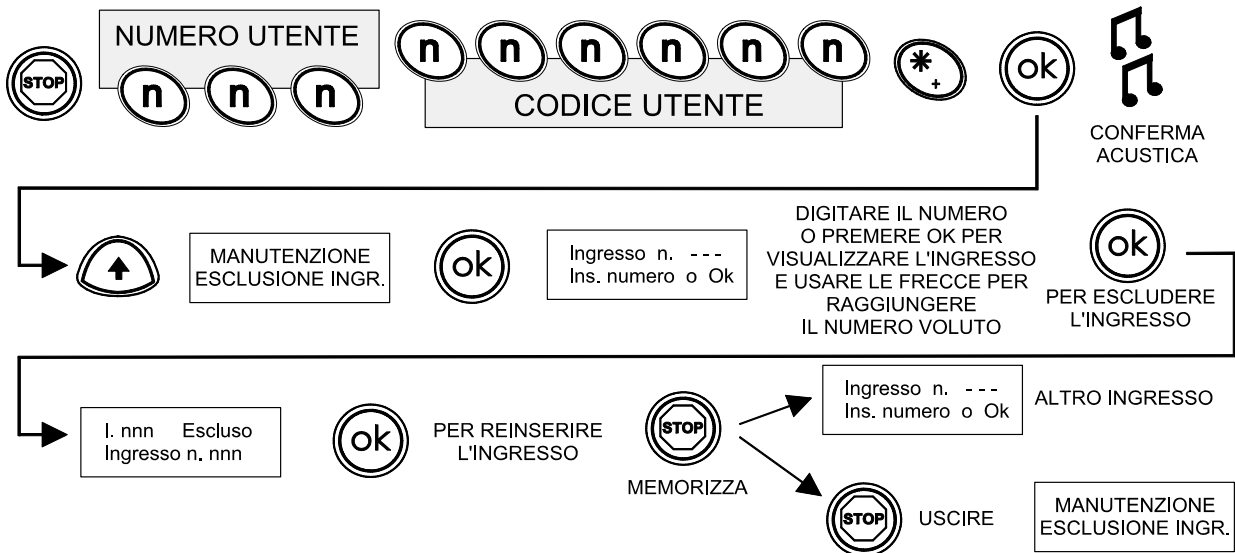 STOP
NUMERO UTENTE
n n n
n n n n n n
CODICE UTENTE
* +
ok
CONFERMA
ACUSTICA
MANUTENZIONE
ESCLUSIONE INGR.
ok
Ingresso n. - - -
Ins. numero o Ok
DIGITARE IL NUMERO
O PREMERE OK PER
VISUALIZZARE L'INGRESSO
E USARE LE FRECCE PER
RAGGIUNGERE
IL NUMERO VOLUTO
ok
PER ESCLUDERE
L'INGRESSO
I. nnn Escluso
Ingresso n. nnn
ok
PER REINSERIRE
L'INGRESSO
STOP
MEMORIZZA
Ingresso n. - - -
Ins. numero o Ok
ALTRO INGRESSO
STOP
USCIRE
MANUTENZIONE
ESCLUSIONE INGR.